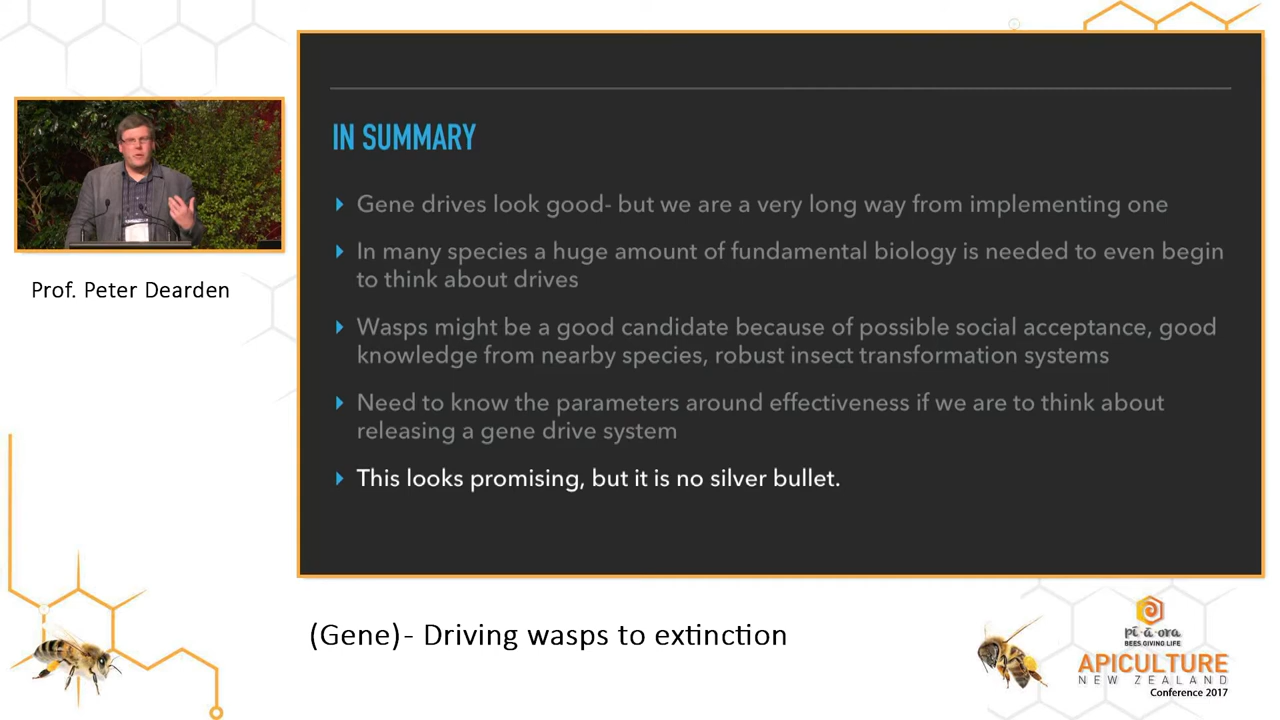 IN SUMMARY
Gene drives look good- but we are a very long way from implementing one
In many species a huge amount of fundamental biology is needed to even begin
to think about drives
Wasps might be a good candidate because of possible social acceptance, good
knowledge from nearby species, robust insect transformation systems
Need to know the parameters around effectiveness if we are to think about
releasing a gene drive system
This looks promising, but it is no silver bullet.
Prof. Peter Dearden
(Gene) - Driving wasps to extinction
pī-ā-ora
BEES GIVING LIFE
APICULTURE
NEW ZEALAND
Conference 2017